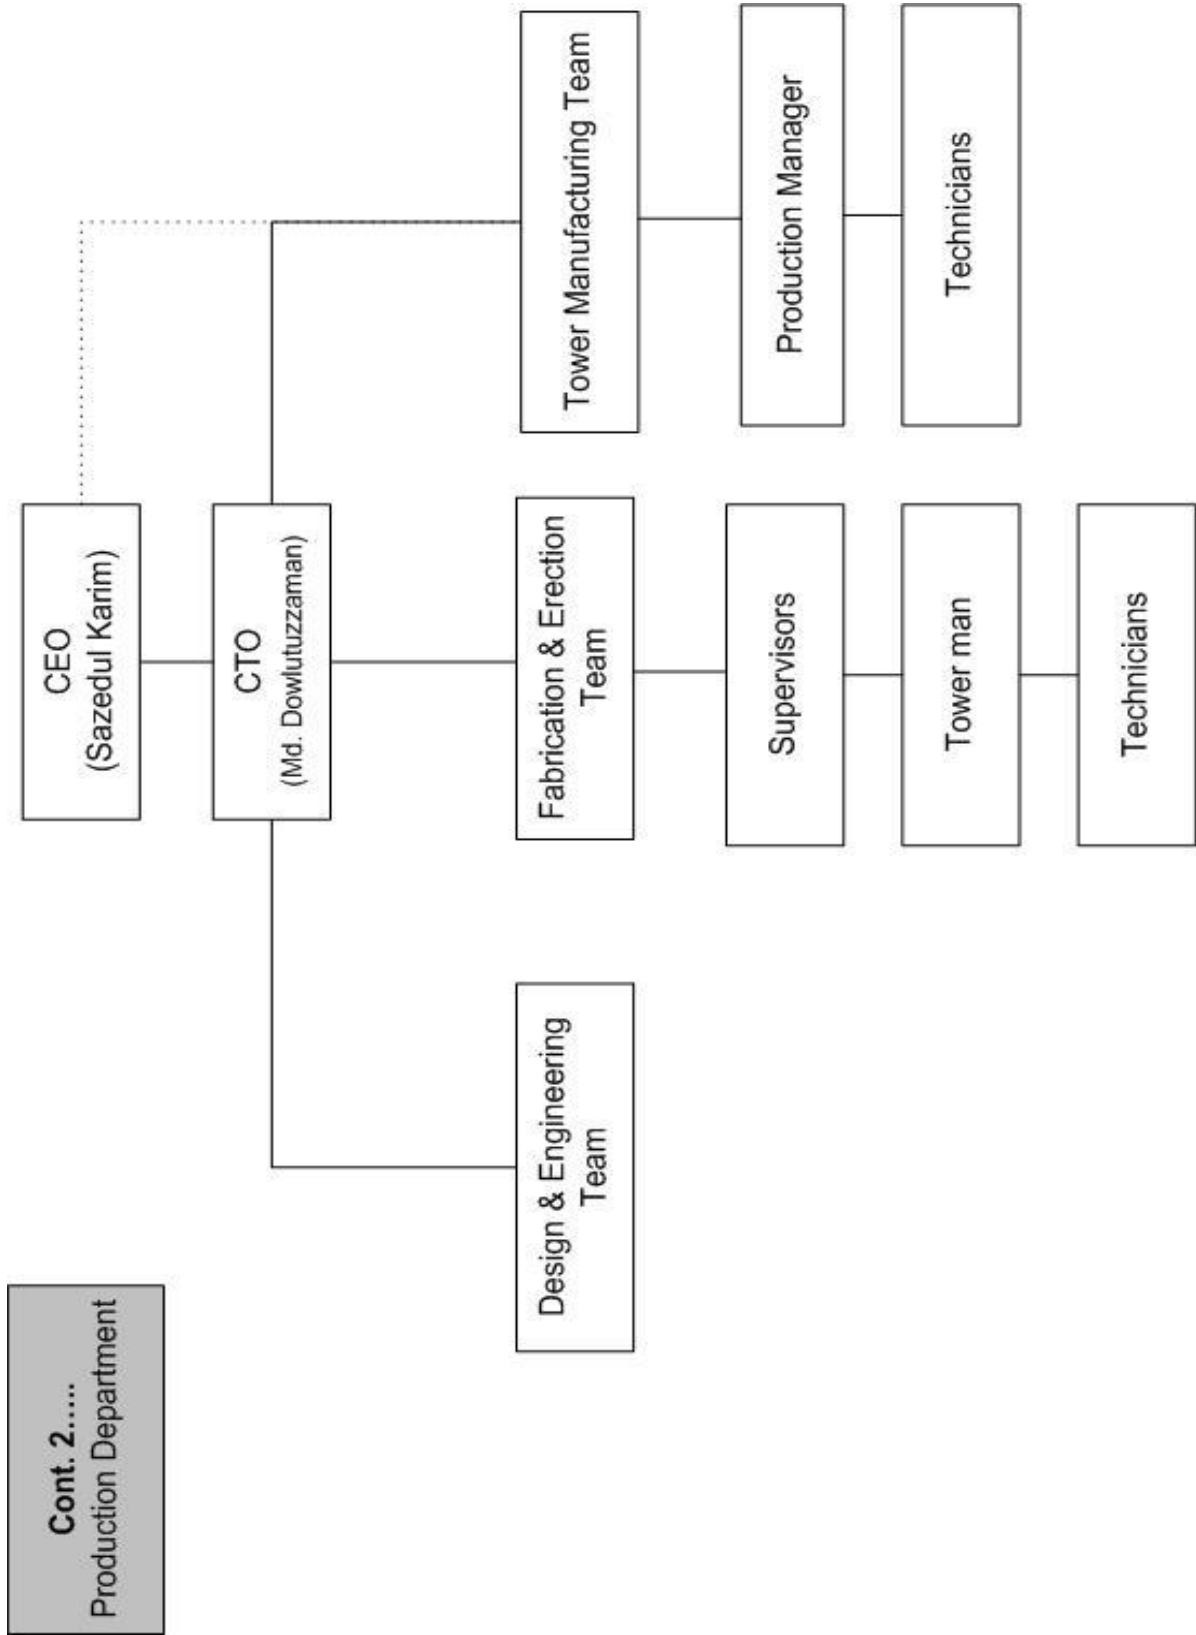 Cont. 2.....
Production Department
CEO
(Sazedul Karim)
CTO
(Md. Dowlutuzzaman)
Design & Engineering
Team
Fabrication & Erection
Team
Tower Manufacturing Team
Supervisors
Production Manager
Tower man
Technicians
Technicians